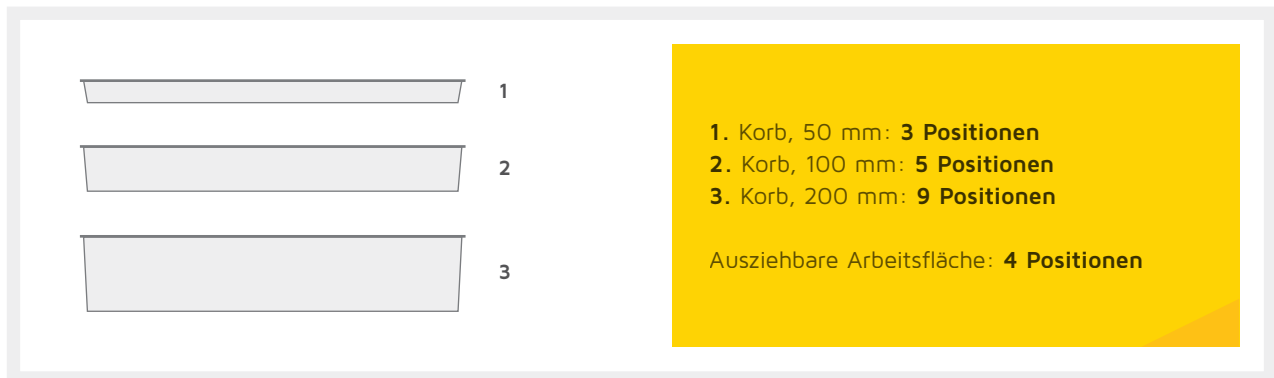 1
2
3
1. Korb, 50 mm: 3 Positionen
2. Korb, 100 mm: 5 Positionen
3. Korb, 200 mm: 9 Positionen
Ausziehbare Arbeitsfläche: 4 Positionen